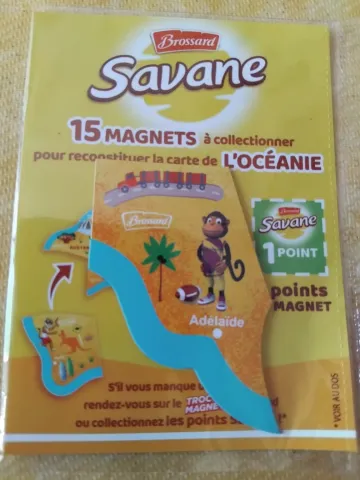 Brossard
Savane
15 MAGNETS à collectionner
pour reconstituer la carte de L'OCÉANIE
Brossard
Brossard
Savane
1 POINT
points
MAGNET
Adélaïde
S'il vous manque
rendez-vous sur le TROC
MAGNE
ou collectionnez les points
* VOIR AU DOS